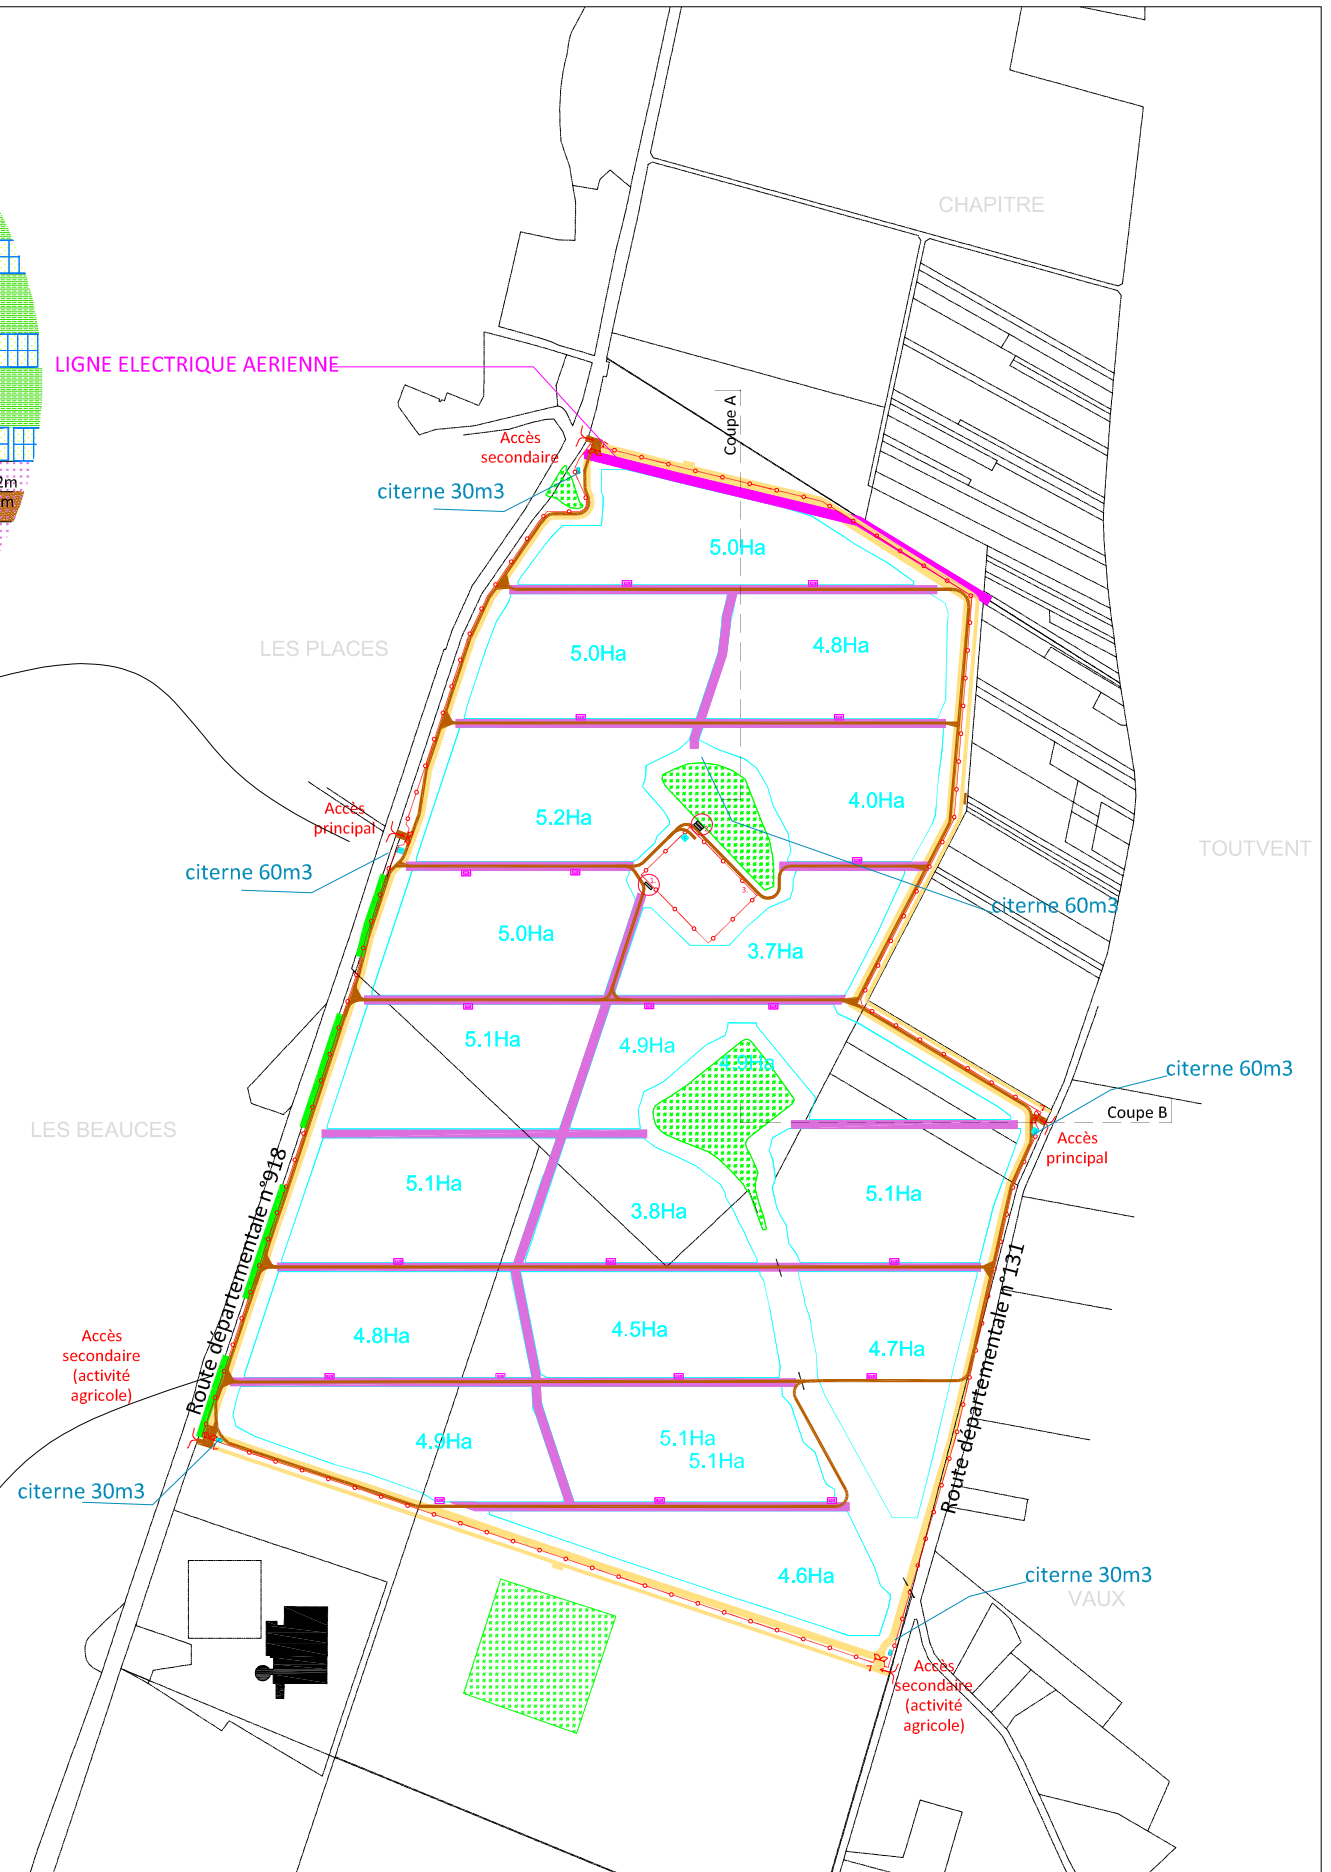 CHAPITRE
LIGNE ELECTRIQUE AERIENNE
Coupe A
Accès
secondaire
citerne 30m3
2m
m
5.0Ha
LES PLACES
5.0Ha
4.8Ha
Accès
principal
5.2Ha
4.0Ha
TOUTVENT
citerne 60m3
citerne 60m3
5.0Ha
3.7Ha
5.1Ha
4.9Ha
4.9Ha
citerne 60m3
Coupe B
LES BEAUCES
Accès
principal
Route départementale n°918
5.1Ha
5.1Ha
3.8Ha
Route départementale n°131
Accès
secondaire
(activité
agricole)
4.8Ha
4.5Ha
4.7Ha
4.9Ha
5.1Ha
5.1Ha
citerne 30m3
4.6Ha
citerne 30m3
VAUX
Accès
secondaire
(activité
agricole)